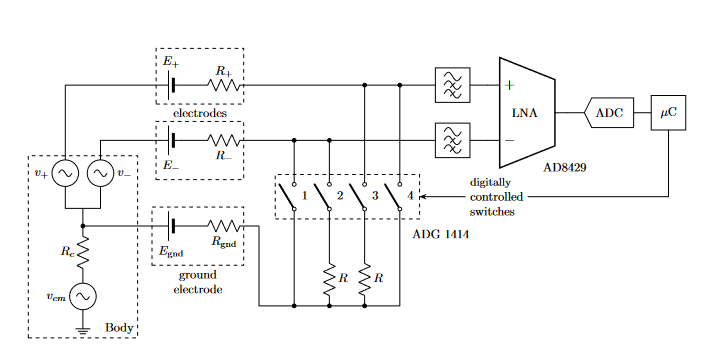 E+
R+
electrodes
LNA
+
−
ADC
μC
AD8429
E−
R−
v+
v−
1
2
3
4
digitally
controlled
switches
ADG 1414
Egnd
Rgnd
ground
electrode
Rc
vcm
R
R
Body